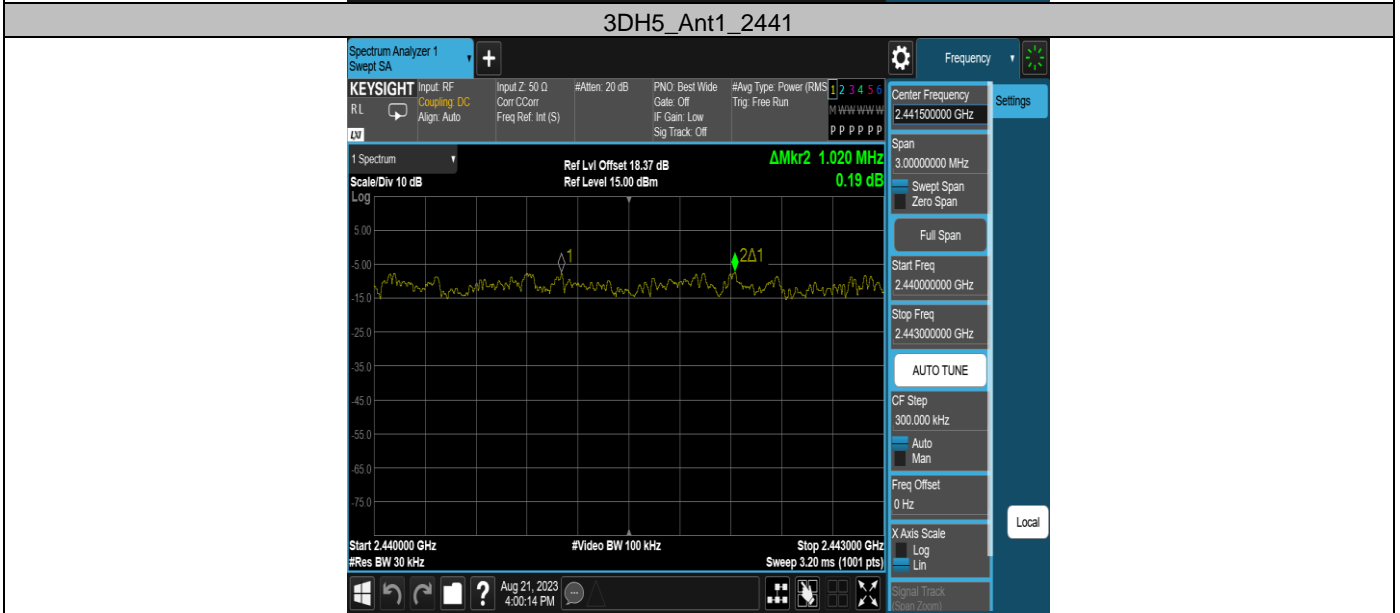 3DH5_Ant1_2441
Spectrum Analyzer 1
Swept SA
+
Frequency
KEYSIGHT
RL
LXI
Input: RF
Coupling: DC
Align: Auto
Input Z: 50 Ω
Corr CCorr
Freq Ref: Int (S)
#Atten: 20 dB
PNO: Best Wide
Gate: Off
IF Gain: Low
Sig Track: Off
#Avg Type: Power (RMS
Trig: Free Run
1 2 3 4 5 6
M W W W W W
P P P P P P
1 Spectrum
Scale/Div 10 dB
Log
Ref Lvl Offset 18.37 dB
Ref Level 15.00 dBm
ΔMkr2 1.020 MHz
0.19 dB
5.00
-5.00
-15.0
-25.0
-35.0
-45.0
-55.0
-65.0
-75.0
1
2Δ1
Start 2.440000 GHz
#Res BW 30 kHz
#Video BW 100 kHz
Stop 2.443000 GHz
Sweep 3.20 ms (1001 pts)
Center Frequency
2.441500000 GHz
Settings
Span
3.00000000 MHz
Swept Span
Zero Span
Full Span
Start Freq
2.440000000 GHz
Stop Freq
2.443000000 GHz
AUTO TUNE
CF Step
300.000 kHz
Auto
Man
Freq Offset
0 Hz
X Axis Scale
Log
Lin
Signal Track
(Span Zoom)
Local
?
Aug 21, 2023
4:00:14 PM